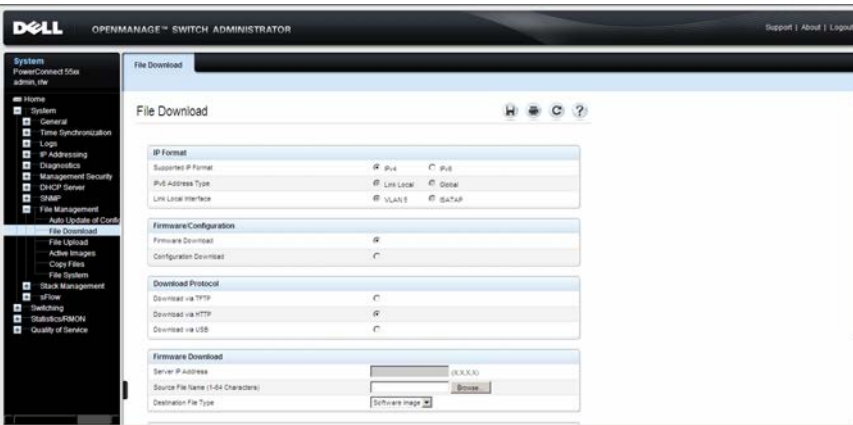 DELL
OPENMANAGE™ SWITCH ADMINISTRATOR
Support | About | Logout
System
PowerConnect 55xx
admin, r/w
Home
System
General
Time Synchronization
Logs
IP Addressing
Diagnostics
Management Security
DHCP Server
SNMP
File Management
Auto Update of Confi
File Download
File Upload
Active Images
Copy Files
File System
Stack Management
sFlow
Switching
Statistics/RMON
Quality of Service
File Download
File Download
IP Format
Supported IP Format IPv4 IPv6
IPv6 Address Type Link Local Global
Link Local Interface VLAN 5 ISATAP
Firmware/Configuration
Firmware Download
Configuration Download
Download Protocol
Download via TFTP
Download via HTTP
Download via USB
Firmware Download
Server IP Address (X.X.X.X)
Source File Name (1-64 Characters) Browse...
Destination File Type Software Image